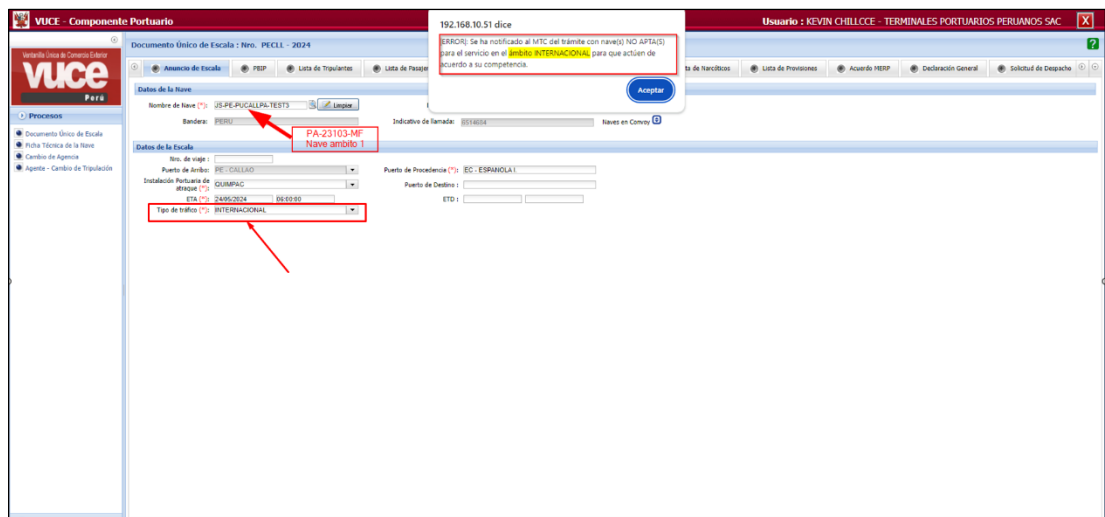 VUCE - Componente Portuario
Usuario : KEVIN CHILLCCE - TERMINALES PORTUARIOS PERUANOS SAC
X
192.168.10.51 dice
[ERROR]: Se ha notificado al MTC del trámite con nave(s) NO APTA(S)
para el servicio en el ámbito INTERNACIONAL, para que actúen de
acuerdo a su competencia.
Aceptar
Ventanilla Única de Comercio Exterior
vuce
Perú
Procesos
Documento Único de Escala
Ficha Técnica de la Nave
Cambio de Agencia
Agente - Cambio de Tripulación
Documento Único de Escala : Nro. PECLL - 2024
?
Anuncio de Escala
PBIP
Lista de Tripulantes
Lista de Pasajer
ta de Narcóticos
Lista de Provisiones
Acuerdo MERP
Declaración General
Solicitud de Despacho
Datos de la Nave
Nombre de Nave (*): JS-PE-PUCALLPA-TEST3 Limpiar
Bandera: PERU
Indicativo de llamada:
Naves en Convoy
PA-23103-MF
Nave ambito 1
Datos de la Escala
Nro. de viaje :
Puerto de Arribo: PE - CALLAO
Puerto de Procedencia (*): EC - ESPANOLA I.
Instalación Portuaria de atraque (*): QUIMPAC
Puerto de Destino :
ETA (*): 24/05/2024 06:00:00
ETD :
Tipo de tráfico (*): INTERNACIONAL